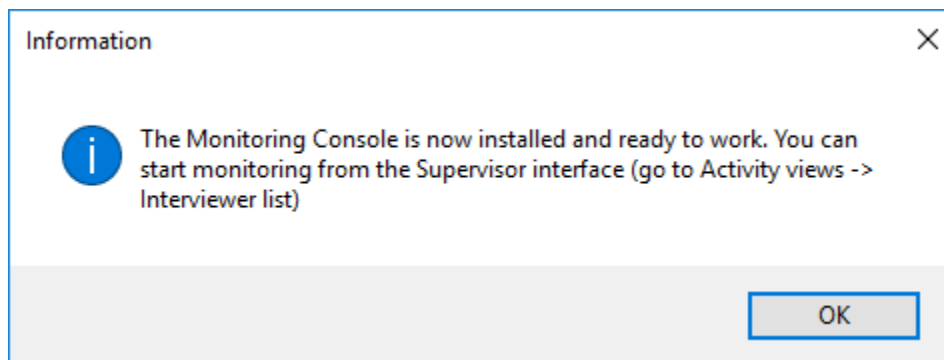 Information
The Monitoring Console is now installed and ready to work. You can
start monitoring from the Supervisor interface (go to Activity views ->
Interviewer list)
OK